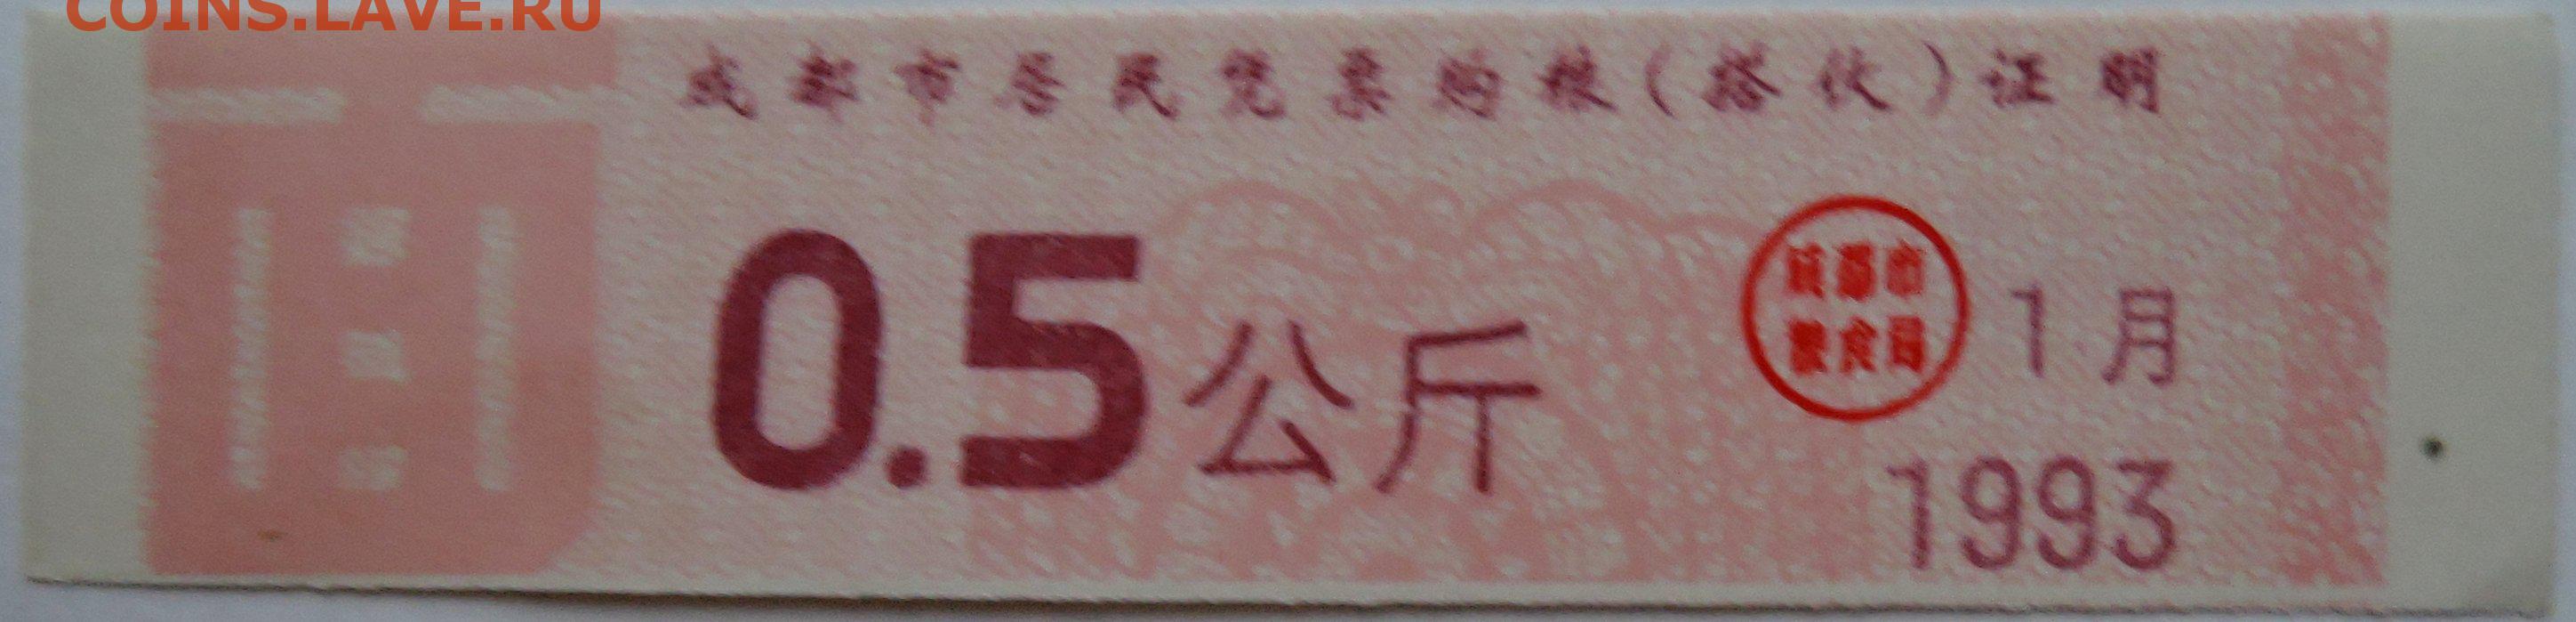 COINS.LAVE.RU
成都市居民凭票购粮(搭伙)证明
0.5公斤
成都市
粮食局
1月
1993